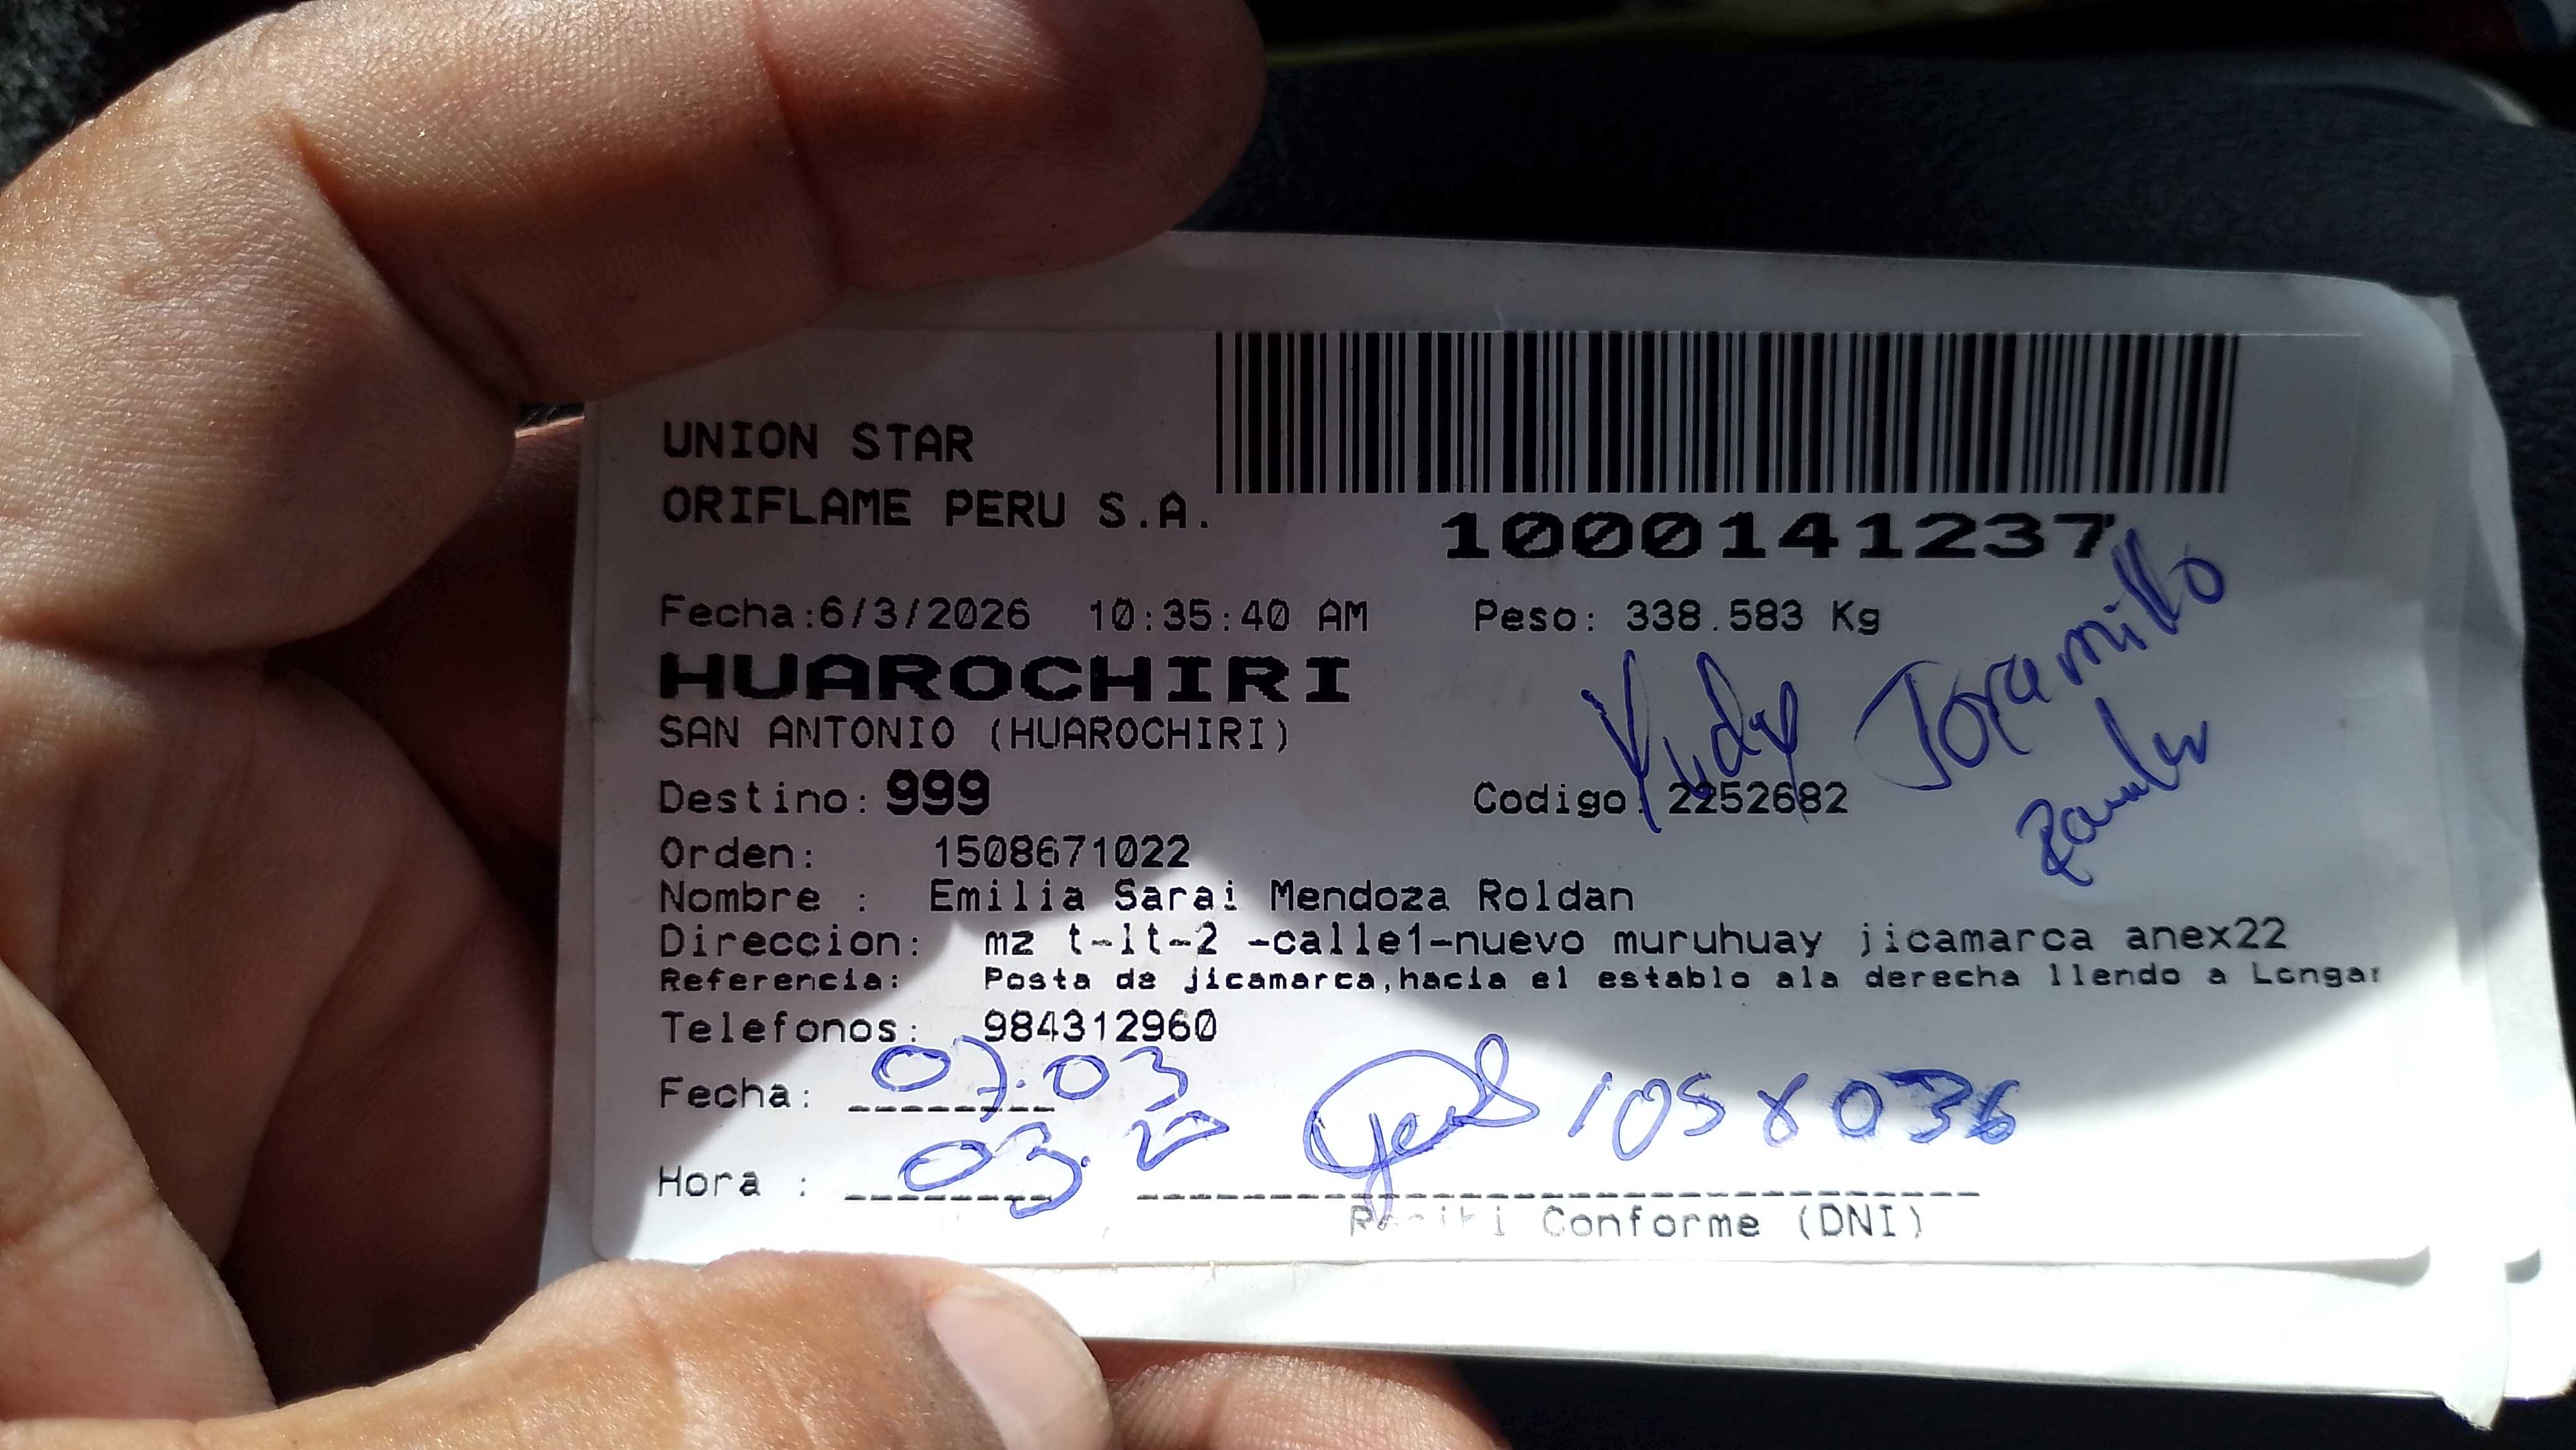 UNION STAR
ORIFLAME PERU S.A.
1000141237
Fecha:6/3/2026 10:35:40 AM Peso: 338.583 Kg
HUAROCHIRI
SAN ANTONIO (HUAROCHIRI)
Yudy Joramillo
Destino: 999 Codigo: 2252682
Orden: 1508671022
Nombre : Emilia Sarai Mendoza Roldan
Direccion: mz t-lt-2 -calle1-nuevo muruhuay jicamarca anex22
Referencia: Posta de jicamarca,hacia el establo ala derecha llendo a Longar
Telefonos: 984312960
Fecha: 07.03
Hora : 03.20
Recibi Conforme (DNI)